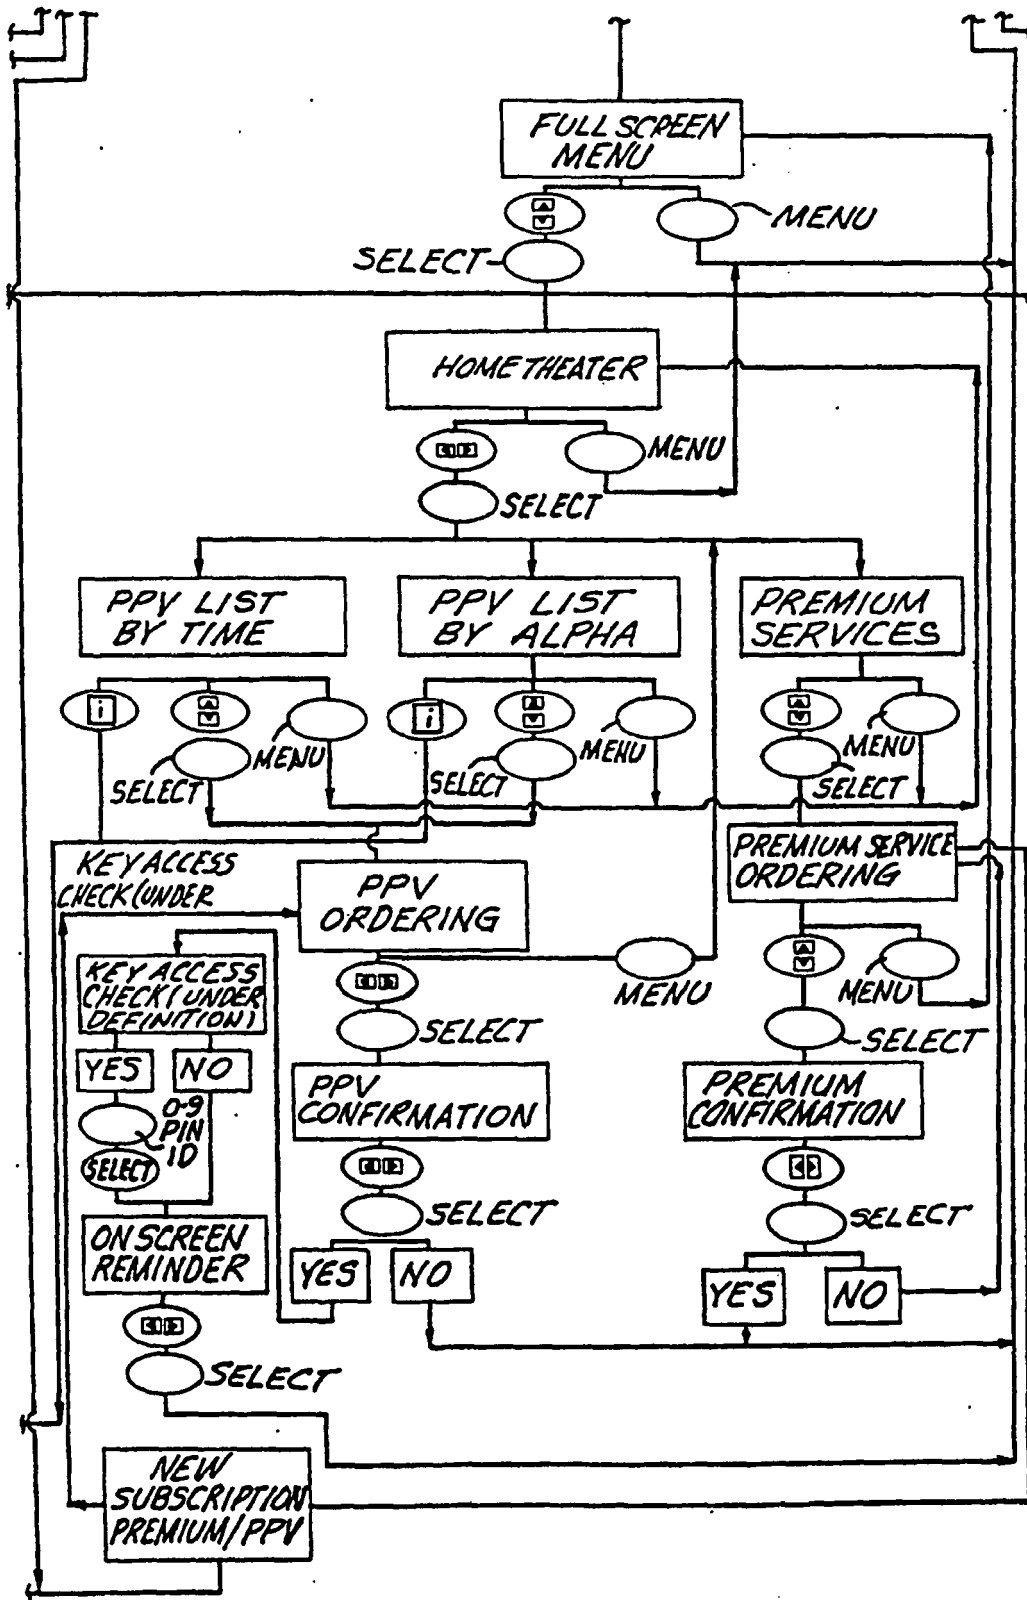 FULL SCREEN
MENU
MENU
SELECT
HOME THEATER
MENU
SELECT
PPV LIST
BY TIME
PPV LIST
BY ALPHA
PREMIUM
SERVICES
i
i
MENU
MENU
MENU
SELECT
SELECT
SELECT
KEY ACCESS
CHECK (UNDER
PPV
ORDERING
PREMIUM SERVICE
ORDERING
KEY ACCESS
CHECK (UNDER
DEFINITION)
MENU
MENU
SELECT
SELECT
YES
NO
PPV
CONFIRMATION
PREMIUM
CONFIRMATION
0-9
PIN
ID
SELECT
SELECT
SELECT
ON SCREEN
REMINDER
YES
NO
YES
NO
SELECT
NEW
SUBSCRIPTION
PREMIUM/PPV